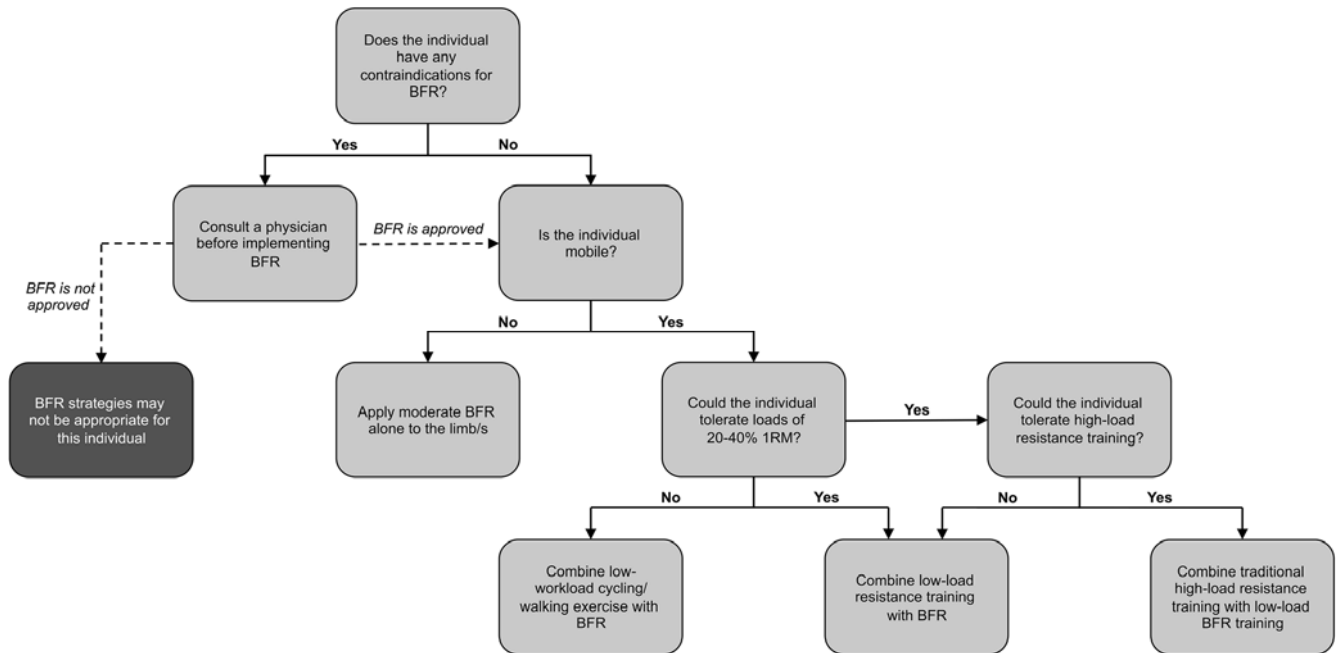 Does the individual
have any
contraindications for
BFR?
Yes
No
Consult a physician
before implementing
BFR
BFR is approved
Is the individual
mobile?
BFR is not
approved
No
Yes
BFR strategies may
not be appropriate for
this individual
Apply moderate BFR
alone to the limb/s
Could the individual
tolerate loads of
20-40% 1RM?
Yes
Could the individual
tolerate high-load
resistance training?
No
Yes
No
Yes
Combine low-
workload cycling/
walking exercise with
BFR
Combine low-load
resistance training
with BFR
Combine traditional
high-load resistance
training with low-load
BFR training